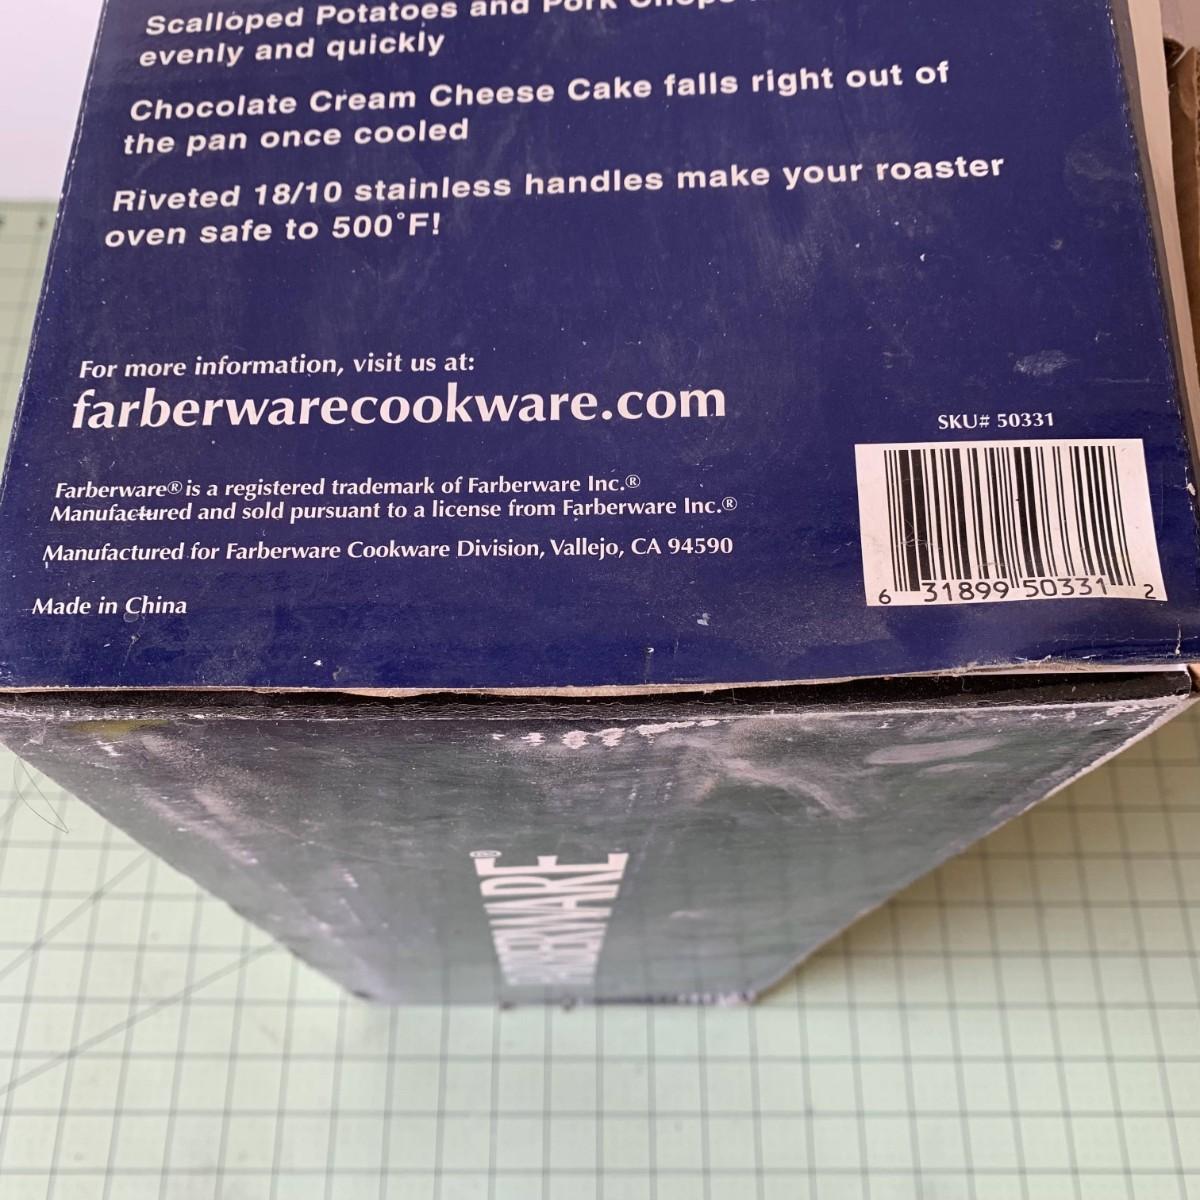 Scalloped Potatoes and Pork Chops
evenly and quickly
Chocolate Cream Cheese Cake falls right out of
the pan once cooled
Riveted 18/10 stainless handles make your roaster
oven safe to 500°F!
For more information, visit us at:
farberwarecookware.com
SKU# 50331
Farberware® is a registered trademark of Farberware Inc.®
Manufactured and sold pursuant to a license from Farberware Inc.®
Manufactured for Farberware Cookware Division, Vallejo, CA 94590
Made in China
6 31899 50331 2
FARBERWARE®